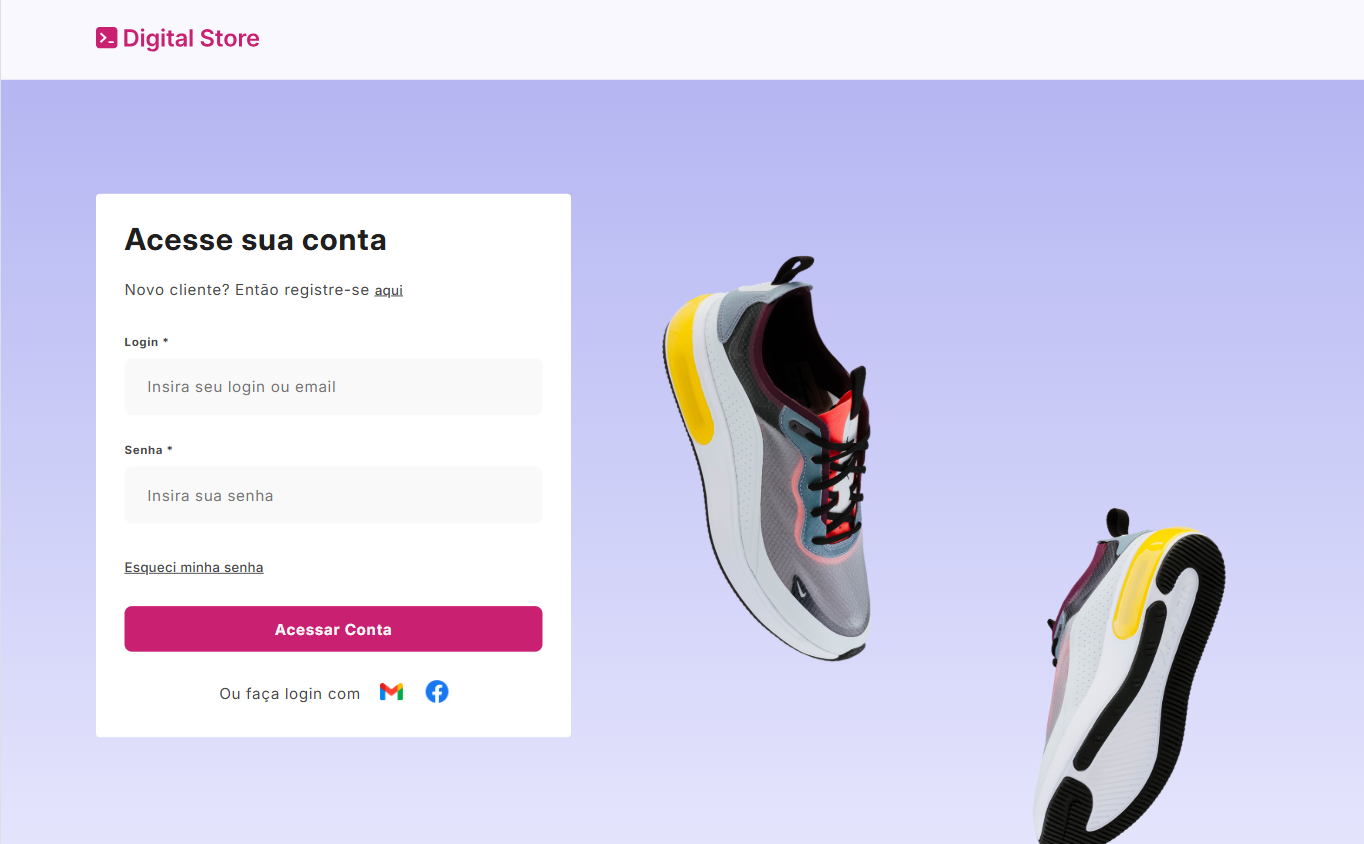 Digital Store
Acesse sua conta
Novo cliente? Então registre-se aqui
Login *
Insira seu login ou email
Senha *
Insira sua senha
Esqueci minha senha
Acessar Conta
Ou faça login com